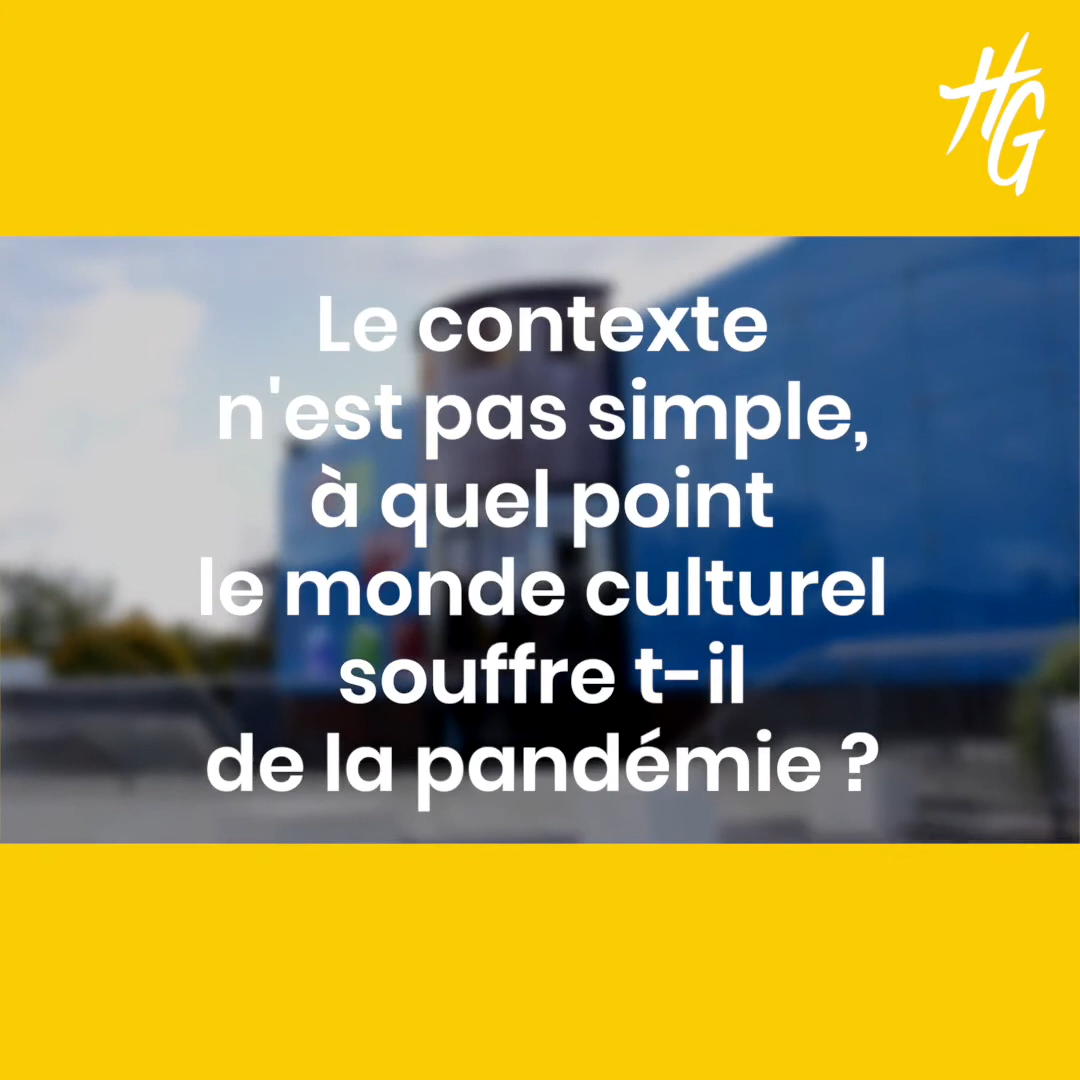 HG
Le contexte
n'est pas simple,
à quel point
le monde culturel
souffre t-il
de la pandémie ?